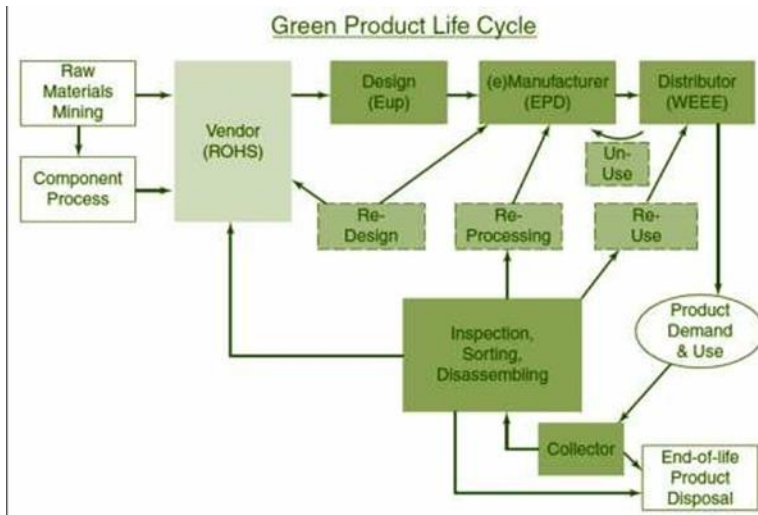 Green Product Life Cycle
Raw
Materials
Mining
Vendor
(ROHS)
Design
(Eup)
(e)Manufacturer
(EPD)
Distributor
(WEEE)
Component
Process
Un-
Use
Re-
Design
Re-
Processing
Re-
Use
Inspection,
Sorting,
Disassembling
Product
Demand
& Use
Collector
End-of-life
Product
Disposal